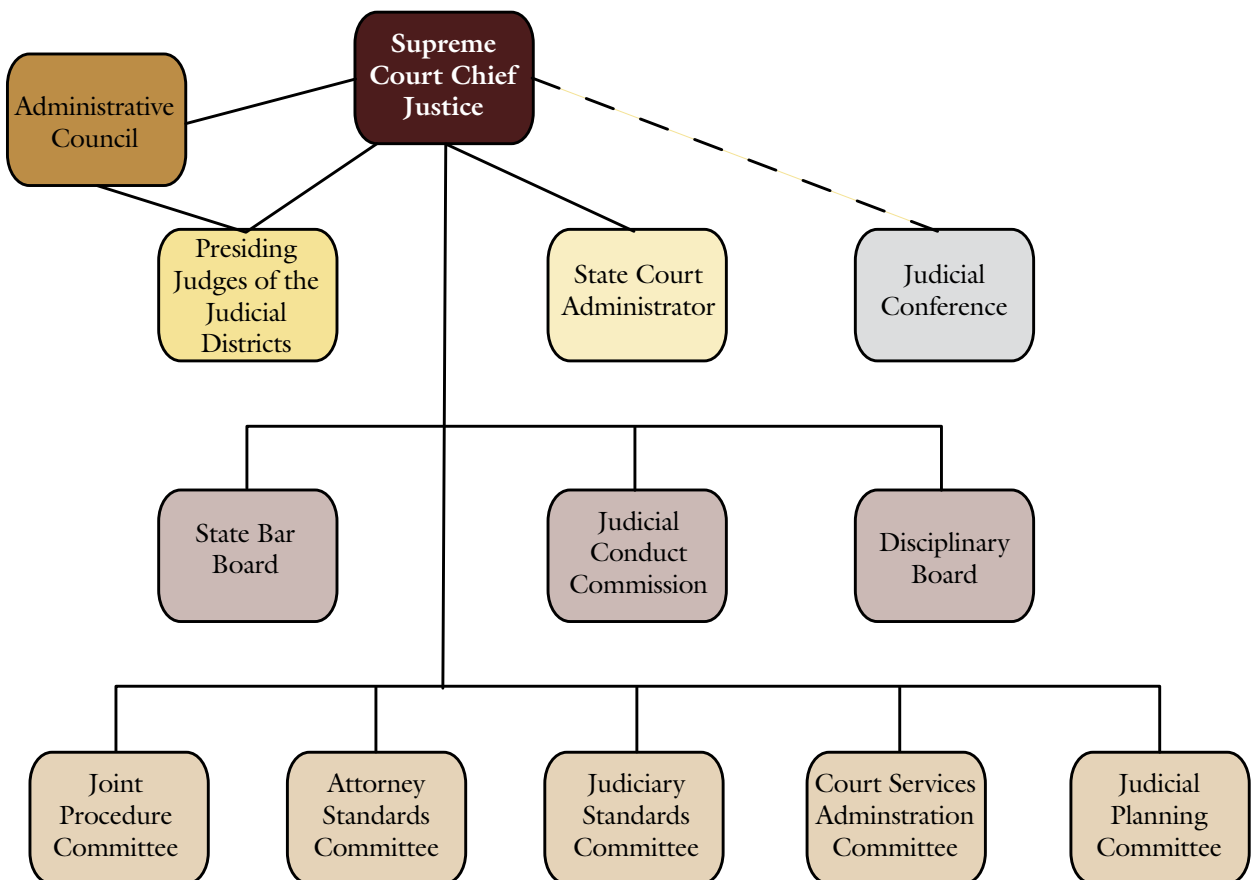 Supreme
Court Chief
Justice
Administrative
Council
Presiding
Judges of the
Judicial
Districts
State Court
Administrator
Judicial
Conference
State Bar
Board
Judicial
Conduct
Commission
Disciplinary
Board
Joint
Procedure
Committee
Attorney
Standards
Committee
Judiciary
Standards
Committee
Court Services
Adminstration
Committee
Judicial
Planning
Committee